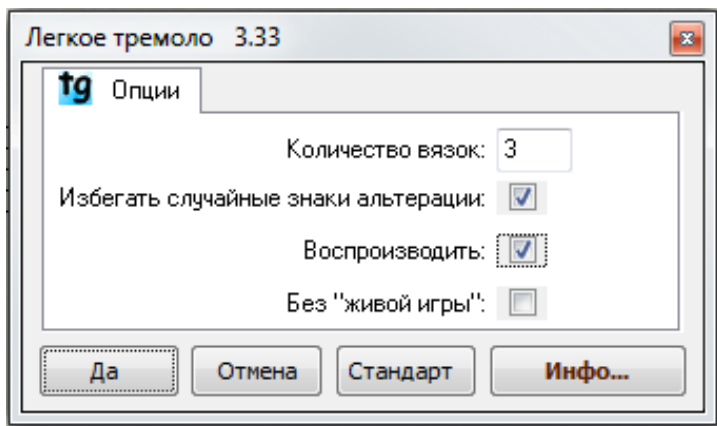 Легкое тремоло 3.33
tg Опции
Количество вязок: 3
Избегать случайные знаки альтерации:
Воспроизводить:
Без "живой игры":
Да Отмена Стандарт Инфо...